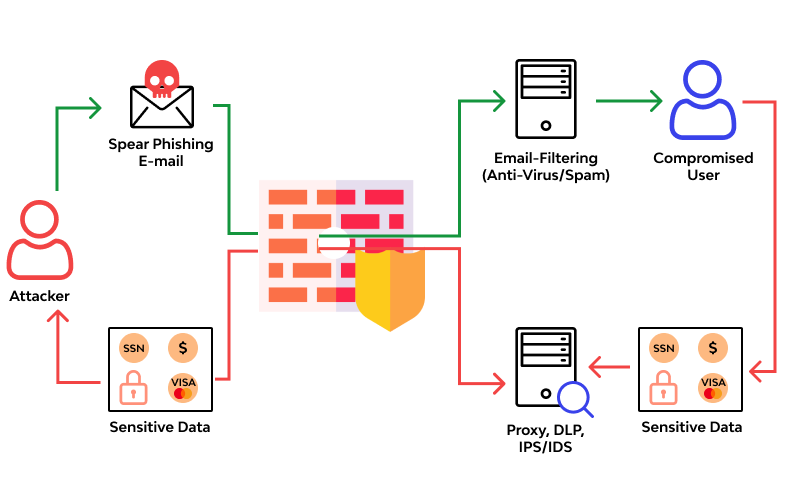 Spear Phishing
E-mail
Email-Filtering
(Anti-Virus/Spam)
Compromised
User
Attacker
SSN
$
VISA
Sensitive Data
Proxy, DLP,
IPS/IDS
SSN
$
VISA
Sensitive Data